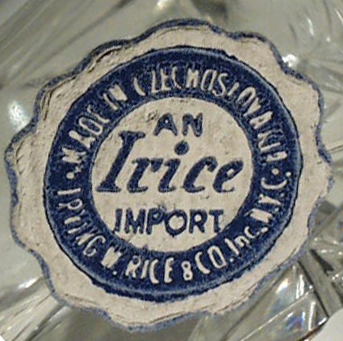 MADE IN CZECHOSLOVAKIA
AN
Irice
IMPORT
IRVING W. RICE & CO. Inc. N.Y.C.